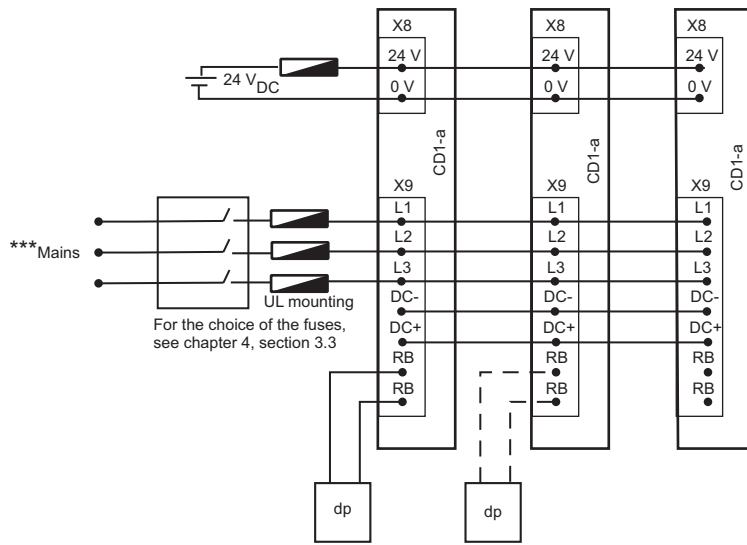 X8
X8
X8
24 V
24 V
24 V
24 V DC
0 V
0 V
0 V
CD1-a
CD1-a
CD1-a
X9
X9
X9
L1
L1
L1
***Mains
L2
L2
L2
L3
L3
L3
UL mounting
DC-
DC-
DC-
For the choice of the fuses,
see chapter 4, section 3.3
DC+
DC+
DC+
RB
RB
RB
RB
RB
RB
dp
dp